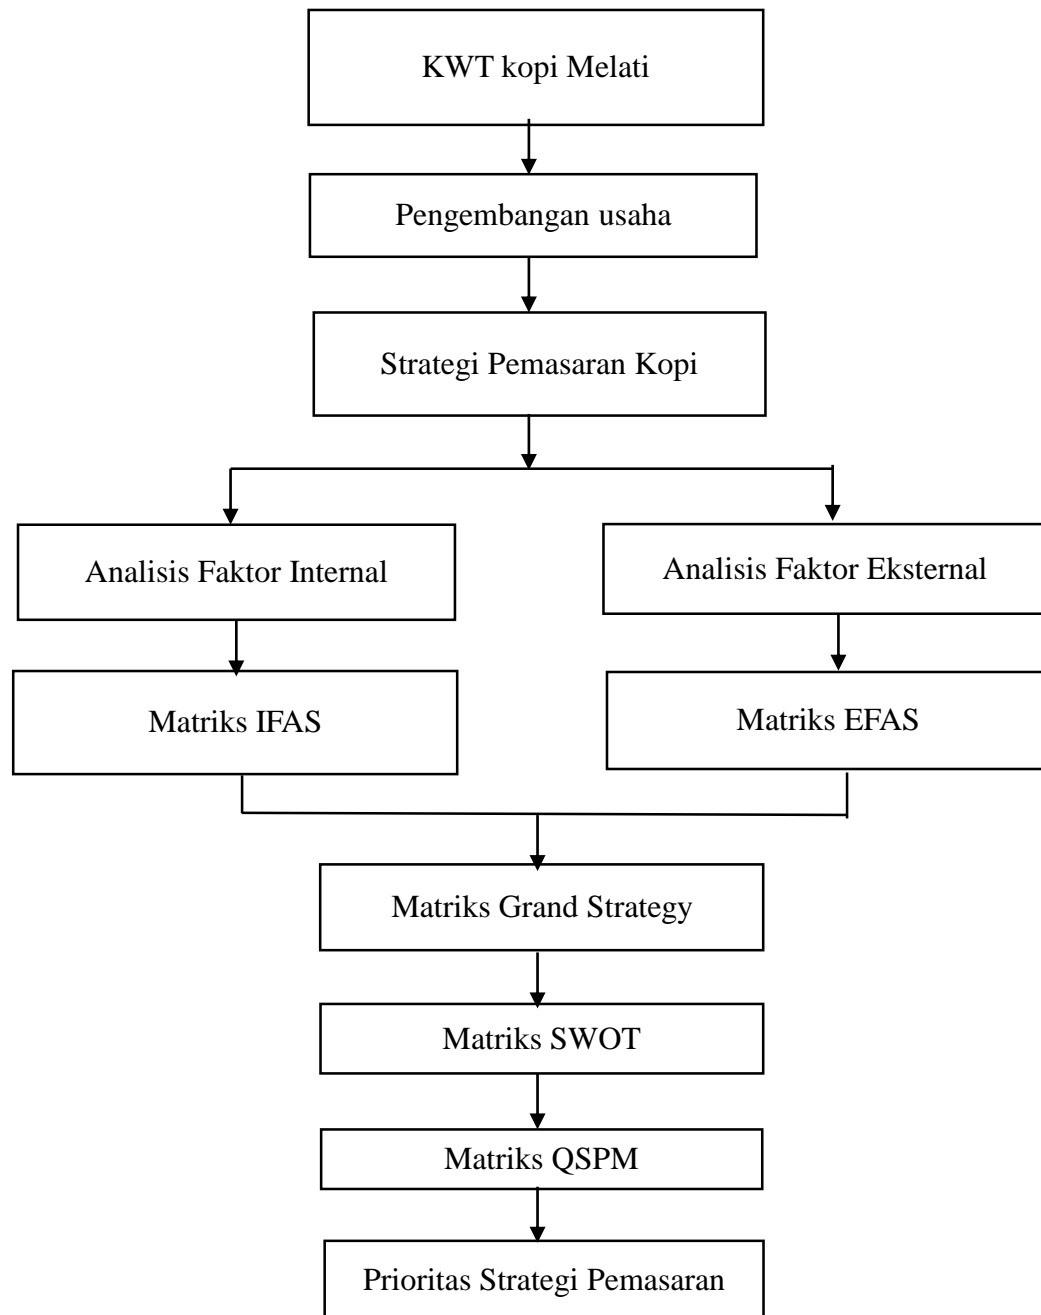 KWT kopi Melati
Pengembangan usaha
Strategi Pemasaran Kopi
Analisis Faktor Internal
Analisis Faktor Eksternal
Matriks IFAS
Matriks EFAS
Matriks Grand Strategy
Matriks SWOT
Matriks QSPM
Prioritas Strategi Pemasaran